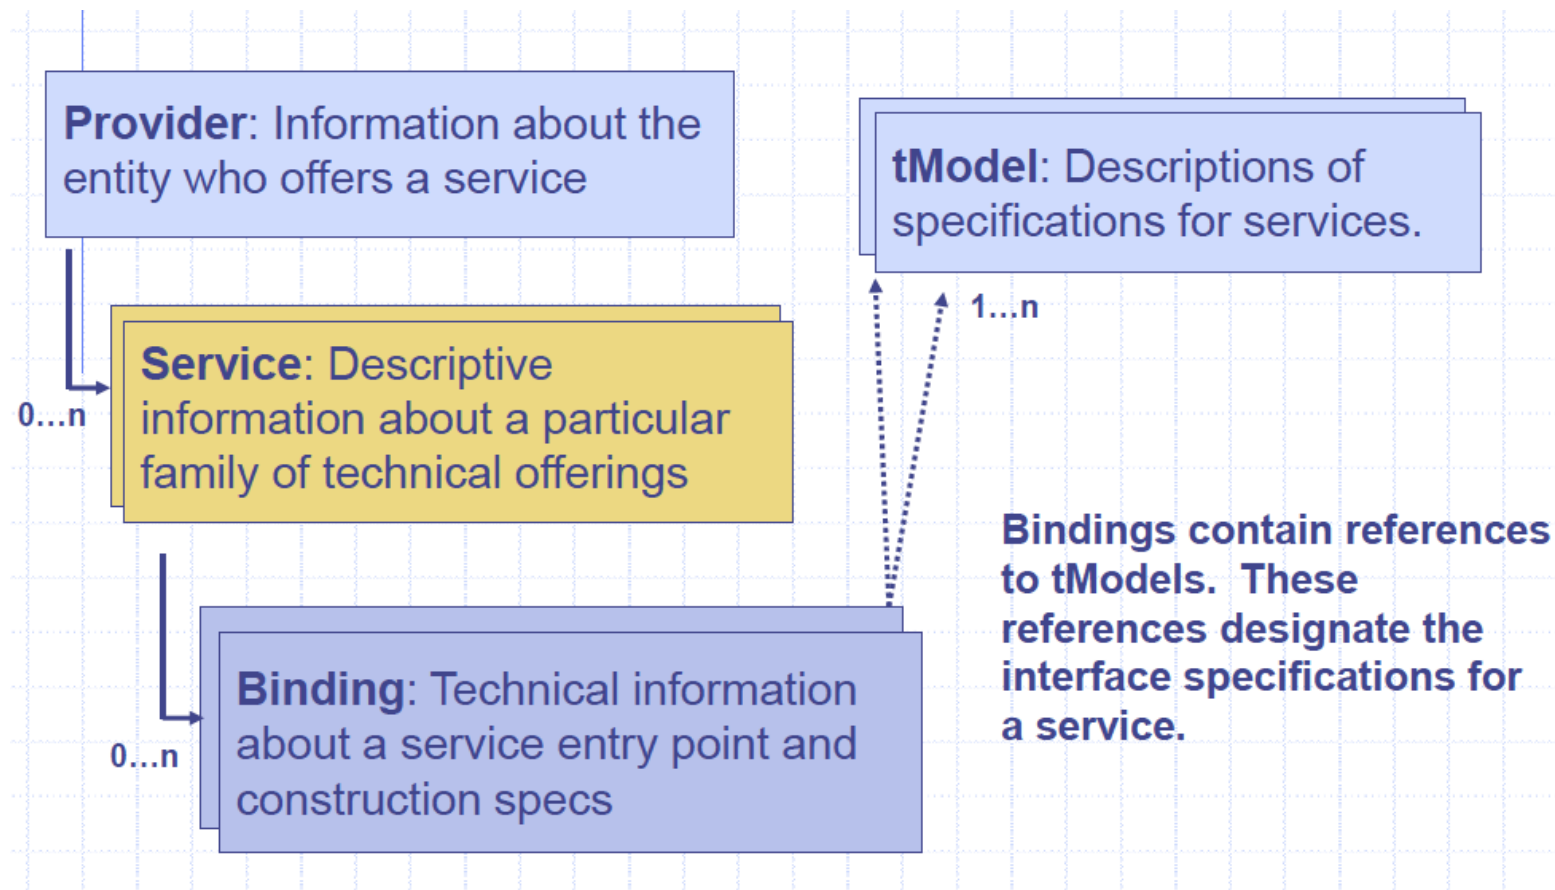 Provider: Information about the
entity who offers a service
tModel: Descriptions of
specifications for services.
1...n
Service: Descriptive
information about a particular
family of technical offerings
0...n
Bindings contain references
to tModels.  These
references designate the
interface specifications for
a service.
Binding: Technical information
about a service entry point and
construction specs
0...n